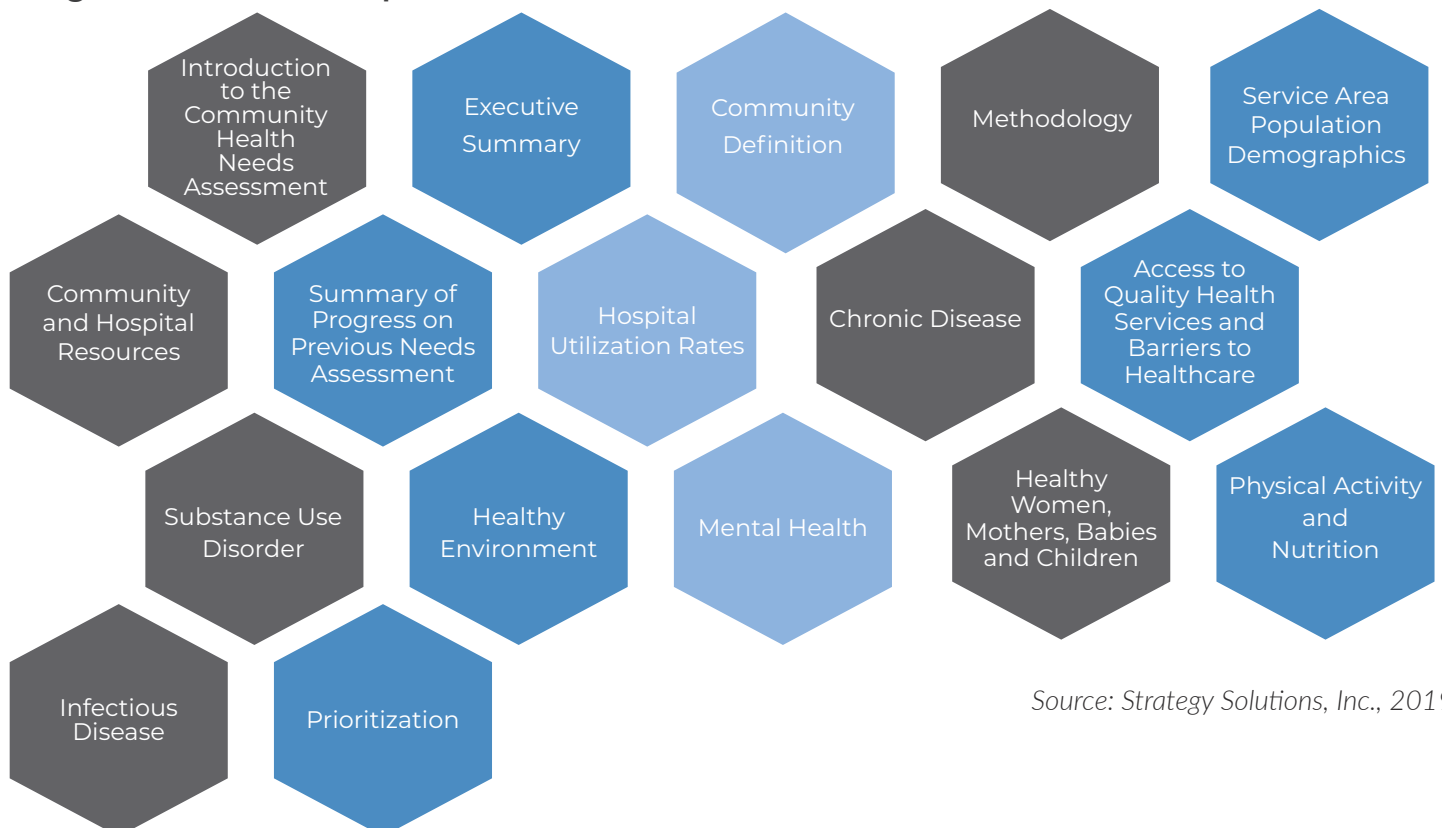 Introduction
to the
Community
Health
Needs
Assessment
Executive
Summary
Community
Definition
Methodology
Service Area
Population
Demographics
Community
and Hospital
Resources
Summary of
Progress on
Previous Needs
Assessment
Hospital
Utilization Rates
Chronic Disease
Access to
Quality Health
Services and
Barriers to
Healthcare
Substance Use
Disorder
Healthy
Environment
Mental Health
Healthy
Women,
Mothers, Babies
and Children
Physical Activity
and
Nutrition
Infectious
Disease
Prioritization
Source: Strategy Solutions, Inc., 2019